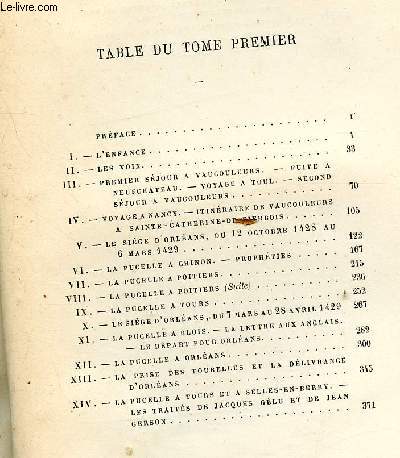 le-livre.com
TABLE DU TOME PREMIER
PRÉFACE
I. — L'ENFANCE 1
II. — LES VOIX 33
III. — PREMIER SÉJOUR A VAUCOULEURS. — FUITE A
NEUFCHATEAU. — VOYAGE A TOUL. — SECOND
SÉJOUR A VAUCOULEURS 70
IV. — VOYAGE A NANCY. — ITINÉRAIRE DE VAUCOULEURS
A SAINTE-CATHERINE-DE-FIERBOIS 105
V. — LE SIÈGE D'ORLÉANS, DU 12 OCTOBRE 1428 AU
6 MARS 1429 122
VI. — LA PUCELLE A CHINON. — PROPHÉTIES 167
VII. — LA PUCELLE A POITIERS 215
VIII. — LA PUCELLE A POITIERS (Suite)
IX. — LA PUCELLE A TOURS 252
X. — LE SIÈGE D'ORLÉANS, DU 7 MARS AU 28 AVRIL 1429 267
XI. — LA PUCELLE A BLOIS. — LA LETTRE AUX ANGLAIS.
— LE DÉPART POUR ORLÉANS. 282
XII. — LA PUCELLE A ORLÉANS 300
XIII. — LA PRISE DES TOURELLES ET LA DÉLIVRANCE
D'ORLÉANS 345
XIV. — LA PUCELLE A TOURS ET A SELLES-EN-BERRY. —
LES TRAITÉS DE JACQUES GÉLU ET DE JEAN
GERSON 371